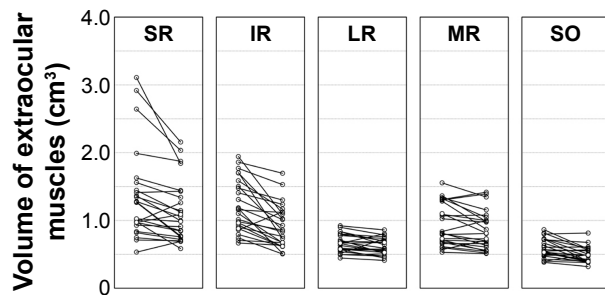 Volume of extraocular
muscles (cm³)
4.0
3.0
2.0
1.0
0
SR
IR
LR
MR
SO